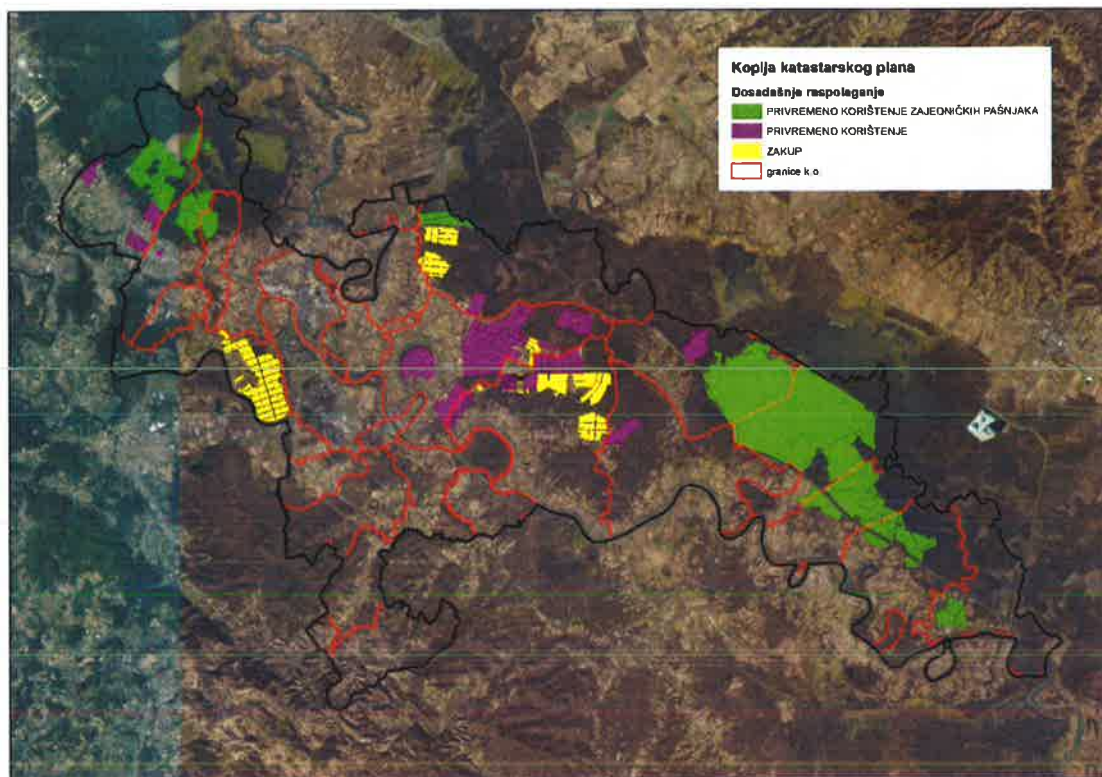 Kopija katastarskog plana
Dosadašnje raspolaganje
PRIVREMENO KORIŠTENJE ZAJEDNIČKIH PAŠNJAKA
PRIVREMENO KORIŠTENJE
ZAKUP
granice k.o